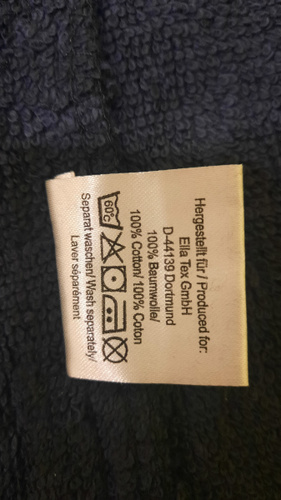 Hergestellt für/ Produced for:
Ella Tex GmbH
D-44139 Dortmund
100% Baumwolle/
100% Cotton/ 100% Coton
60°C
Separat waschen/ Wash separately/
Laver séparément